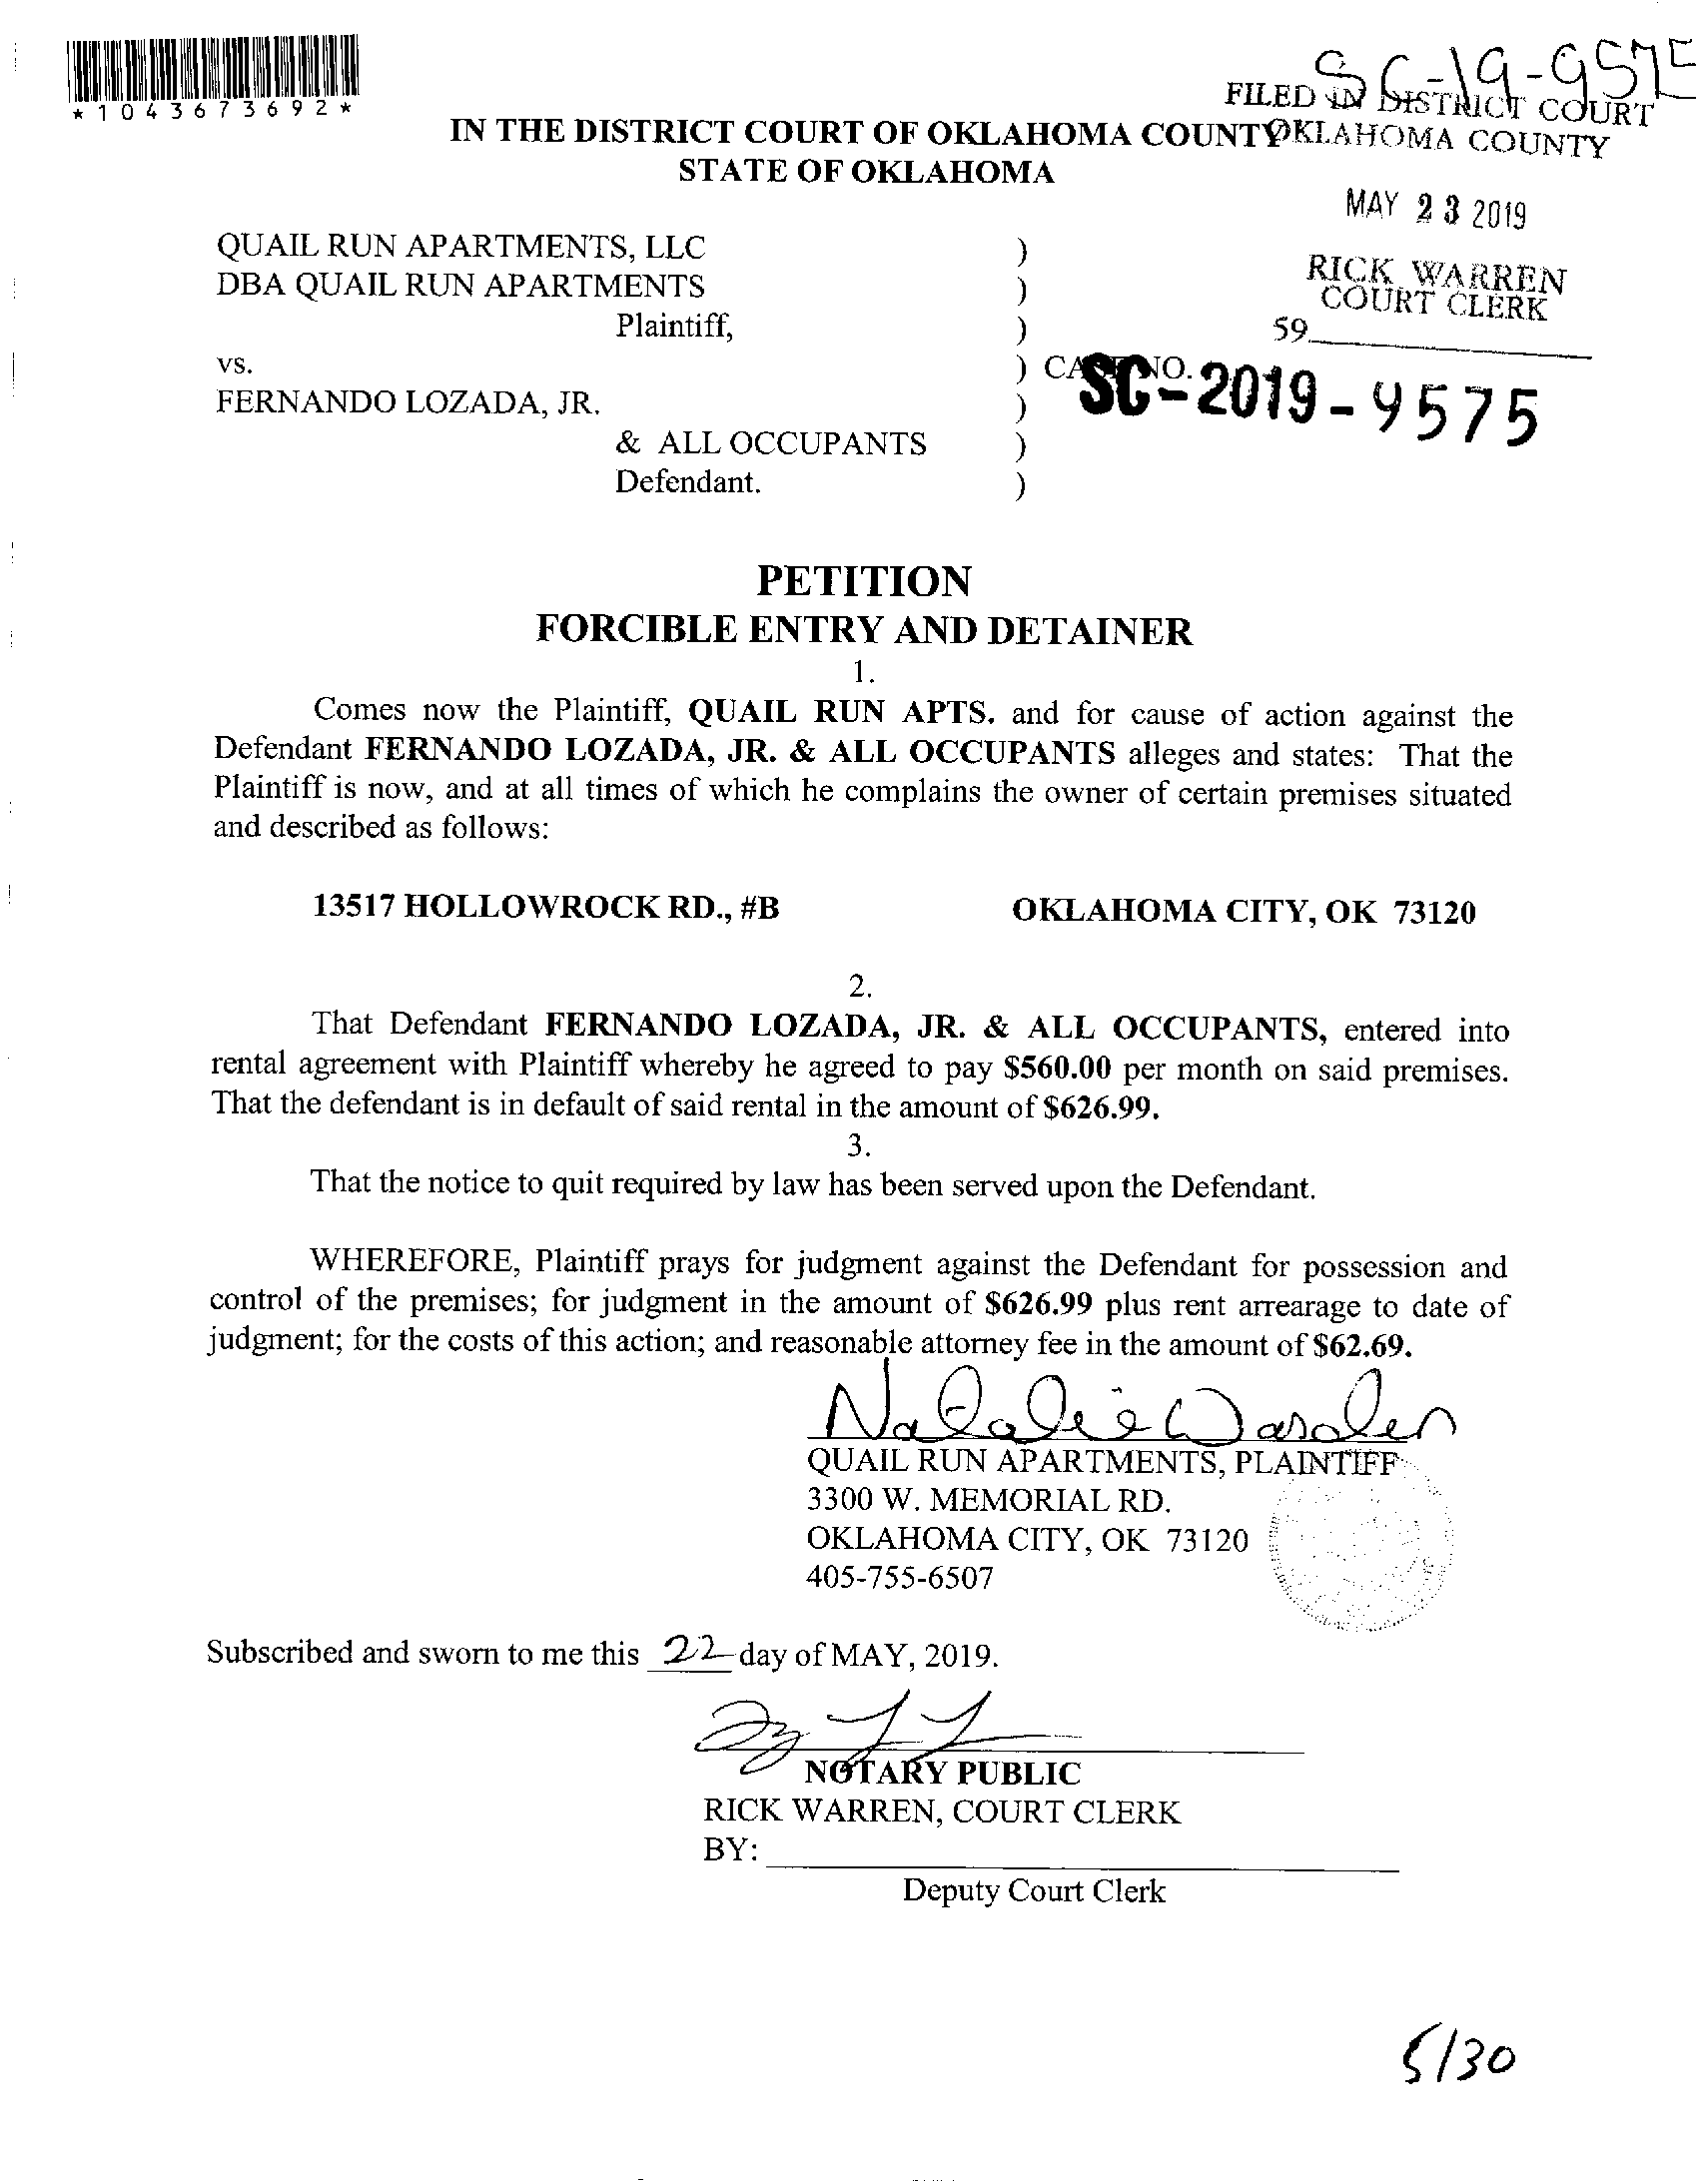 *1043673692*
SC-19-957
FILED IN DISTRICT COURT
OKLAHOMA COUNTY
IN THE DISTRICT COURT OF OKLAHOMA COUNTY
STATE OF OKLAHOMA
MAY 23 2019
QUAIL RUN APARTMENTS, LLC )
DBA QUAIL RUN APARTMENTS )
Plaintiff, )
RICK WARREN
COURT CLERK
59
vs. ) CASE NO. SC-2019-9575
FERNANDO LOZADA, JR. )
& ALL OCCUPANTS )
Defendant. )
PETITION
FORCIBLE ENTRY AND DETAINER
1.
Comes now the Plaintiff, QUAIL RUN APTS. and for cause of action against the
Defendant FERNANDO LOZADA, JR. & ALL OCCUPANTS alleges and states: That the
Plaintiff is now, and at all times of which he complains the owner of certain premises situated
and described as follows:
13517 HOLLOWROCK RD., #B OKLAHOMA CITY, OK 73120
2.
That Defendant FERNANDO LOZADA, JR. & ALL OCCUPANTS, entered into
rental agreement with Plaintiff whereby he agreed to pay $560.00 per month on said premises.
That the defendant is in default of said rental in the amount of $626.99.
3.
That the notice to quit required by law has been served upon the Defendant.
WHEREFORE, Plaintiff prays for judgment against the Defendant for possession and
control of the premises; for judgment in the amount of $626.99 plus rent arrearage to date of
judgment; for the costs of this action; and reasonable attorney fee in the amount of $62.69.
Natalie
QUAIL RUN APARTMENTS, PLAINTIFF
3300 W. MEMORIAL RD.
OKLAHOMA CITY, OK 73120
405-755-6507
Subscribed and sworn to me this 22 day of MAY, 2019.
NOTARY PUBLIC
RICK WARREN, COURT CLERK
BY:
Deputy Court Clerk
5/30